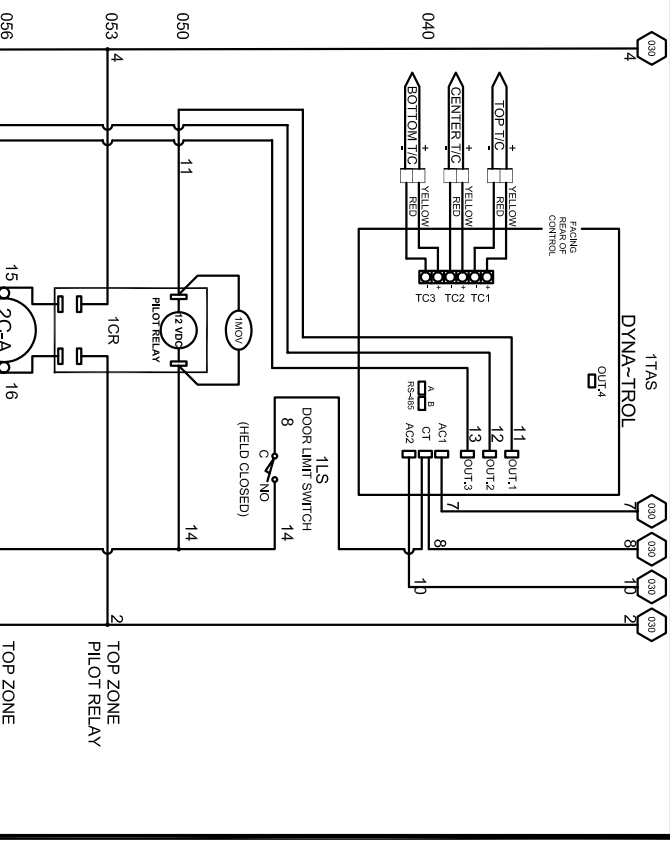 040
050
053
056
030
4
TOP T/C
+
-
YELLOW
RED
CENTER T/C
+
-
YELLOW
RED
BOTTOM T/C
+
-
YELLOW
RED
FACING
REAR OF
CONTROL
TC1
TC2
TC3
+
-
+
-
+
-
1TAS
DYNA~TROL
OUT.4
A
B
RS-485
11
OUT.1
12
OUT.2
13
OUT.3
AC1
CT
AC2
7
8
10
7
030
8
030
10
030
2
030
1LS
DOOR LIMIT SWITCH
8
C
NO
(HELD CLOSED)
14
11
1MOV
12 VDC
PILOT RELAY
14
4
1CR
2
TOP ZONE
PILOT RELAY
15
2C-A
16
TOP ZONE